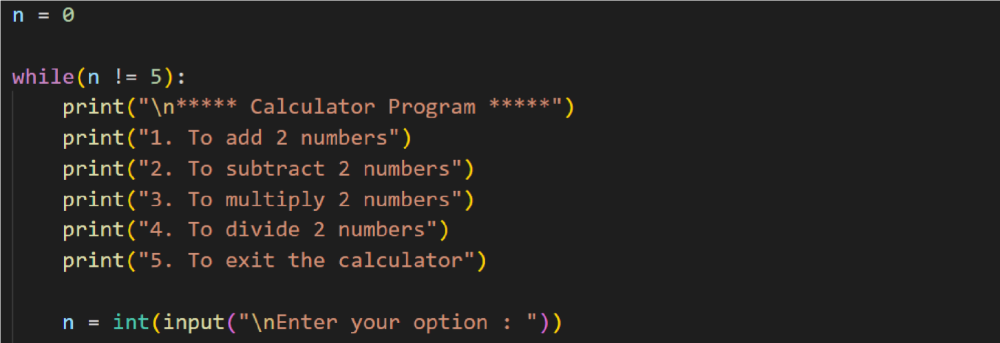 n = 0
while(n != 5):
print("\n***** Calculator Program *****")
print("1. To add 2 numbers")
print("2. To subtract 2 numbers")
print("3. To multiply 2 numbers")
print("4. To divide 2 numbers")
print("5. To exit the calculator")
n = int(input("\nEnter your option : "))